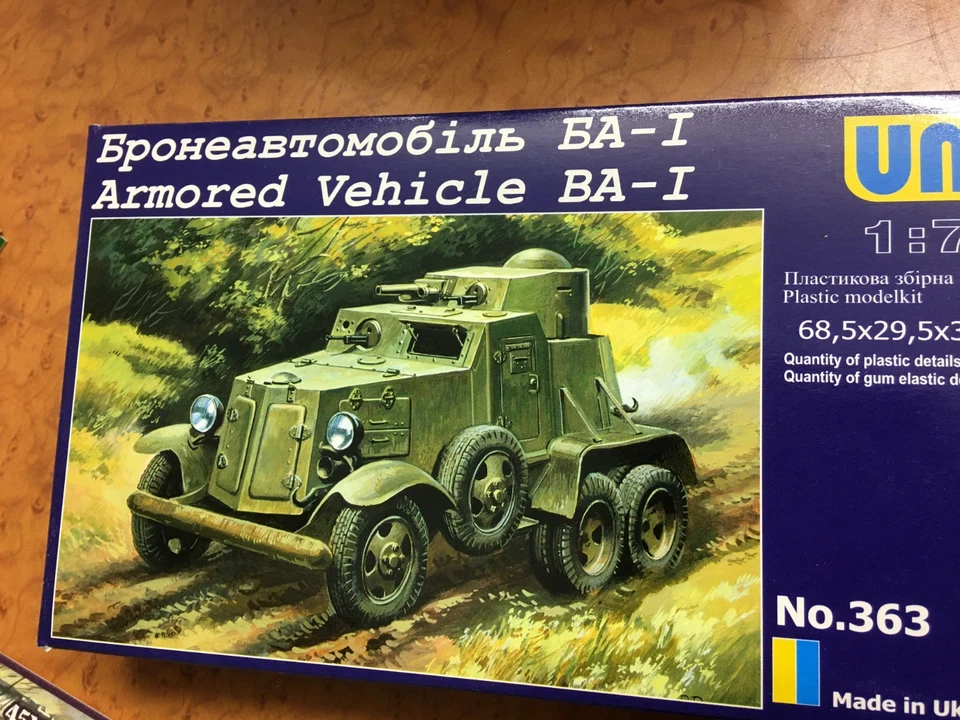 Бронеавтомобіль БА-І
Armored Vehicle BA-I
UM
1:7
Пластикова збірна
Plastic modelkit
68,5x29,5x3
Quantity of plastic details
Quantity of gum elastic d
No.363
Made in Uk